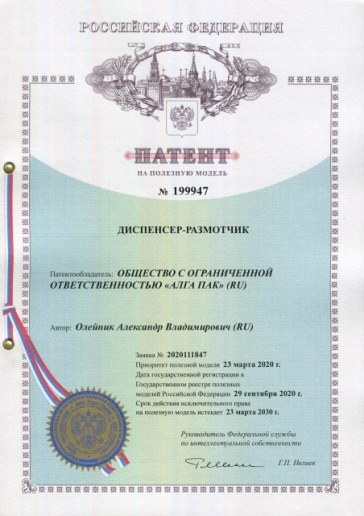 РОССИЙСКАЯ ФЕДЕРАЦИЯ
ПАТЕНТ
НА ПОЛЕЗНУЮ МОДЕЛЬ
№ 199947
ДИСПЕНСЕР-РАЗМОТЧИК
Патентообладатель: ОБЩЕСТВО С ОГРАНИЧЕННОЙ
ОТВЕТСТВЕННОСТЬЮ «АЛГА ПАК» (RU)
Автор: Олейник Александр Владимирович (RU)
Заявка № 2020111847
Приоритет полезной модели 23 марта 2020 г.
Дата государственной регистрации в
Государственном реестре полезных
моделей Российской Федерации 29 сентября 2020 г.
Срок действия исключительного права
на полезную модель истекает 23 марта 2030 г.
Руководитель Федеральной службы
по интеллектуальной собственности
Г.П. Ивлиев